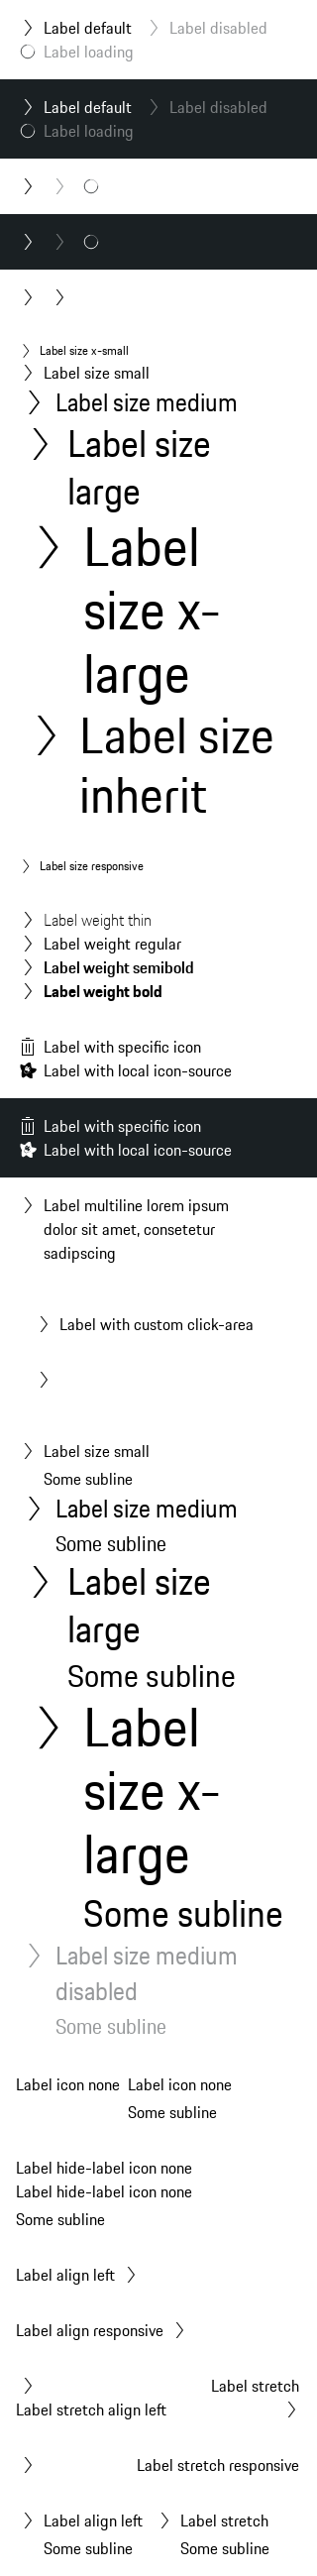 Label default Label disabled
Label loading
Label default Label disabled
Label loading
Label size x-small
Label size small
Label size medium
Label size
large
Label
size x-
large
Label size
inherit
Label size responsive
Label weight thin
Label weight regular
Label weight semibold
Label weight bold
Label with specific icon
Label with local icon-source
Label with specific icon
Label with local icon-source
Label multiline lorem ipsum
dolor sit amet, consetetur
sadipscing
Label with custom click-area
Label size small
Some subline
Label size medium
Some subline
Label size
large
Some subline
Label
size x-
large
Some subline
Label size medium
disabled
Some subline
Label icon none Label icon none
Some subline
Label hide-label icon none
Label hide-label icon none
Some subline
Label align left
Label align responsive
Label stretch
Label stretch align left
Label stretch responsive
Label align left Label stretch
Some subline Some subline